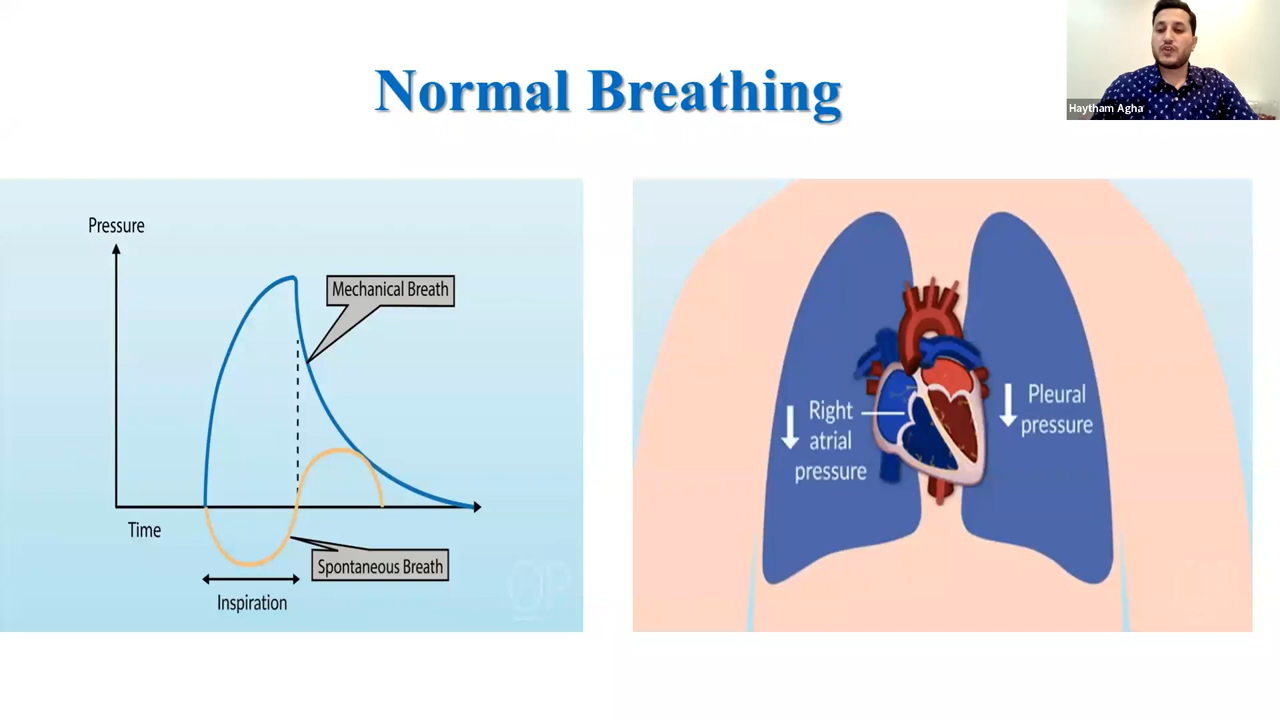 Normal Breathing
Haytham Agha
Pressure
Mechanical Breath
Time
Spontaneous Breath
Inspiration
Right
atrial
pressure
Pleural
pressure